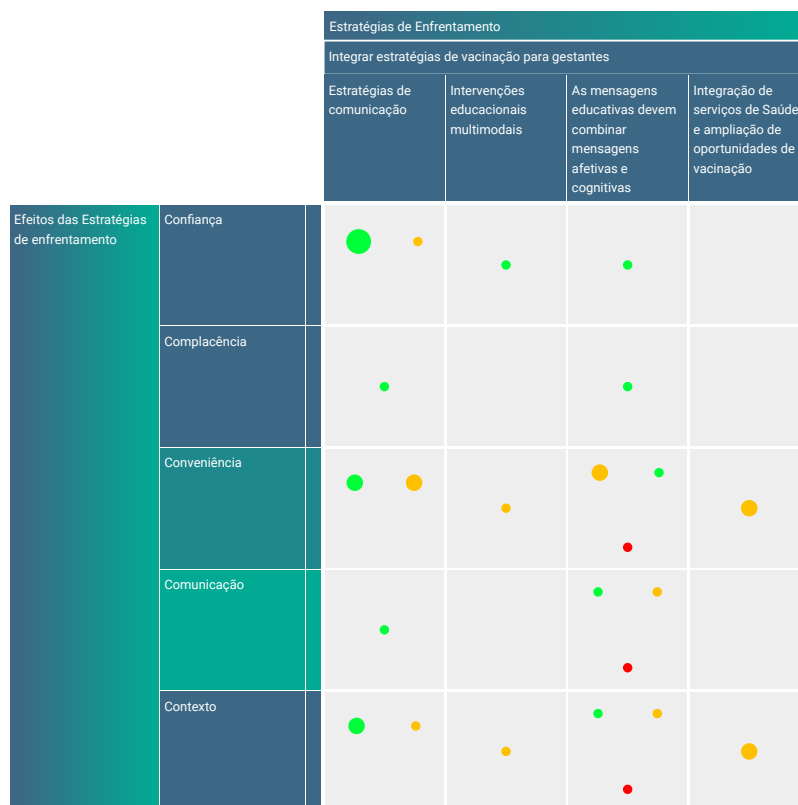 Estratégias de Enfrentamento
Integrar estratégias de vacinação para gestantes
Estratégias de
comunicação
Intervenções
educacionais
multimodais
As mensagens
educativas devem
combinar
mensagens
afetivas e
cognitivas
Integração de
serviços de Saúde
e ampliação de
oportunidades de
vacinação
Efeitos das Estratégias
de enfrentamento
Confiança
Complacência
Conveniência
Comunicação
Contexto